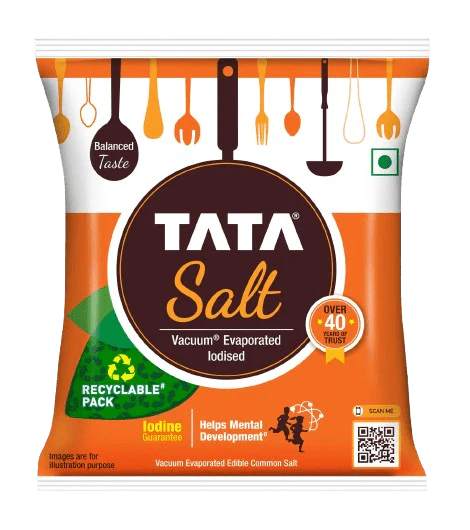 Balanced
Taste
TATA®
Salt
Vacuum® Evaporated
Iodised
OVER
40
YEARS OF
TRUST
RECYCLABLE#
PACK
Iodine
Guarantee
Helps Mental
Development#
SCAN ME
Images are for
illustration purpose
Vacuum Evaporated Edible Common Salt